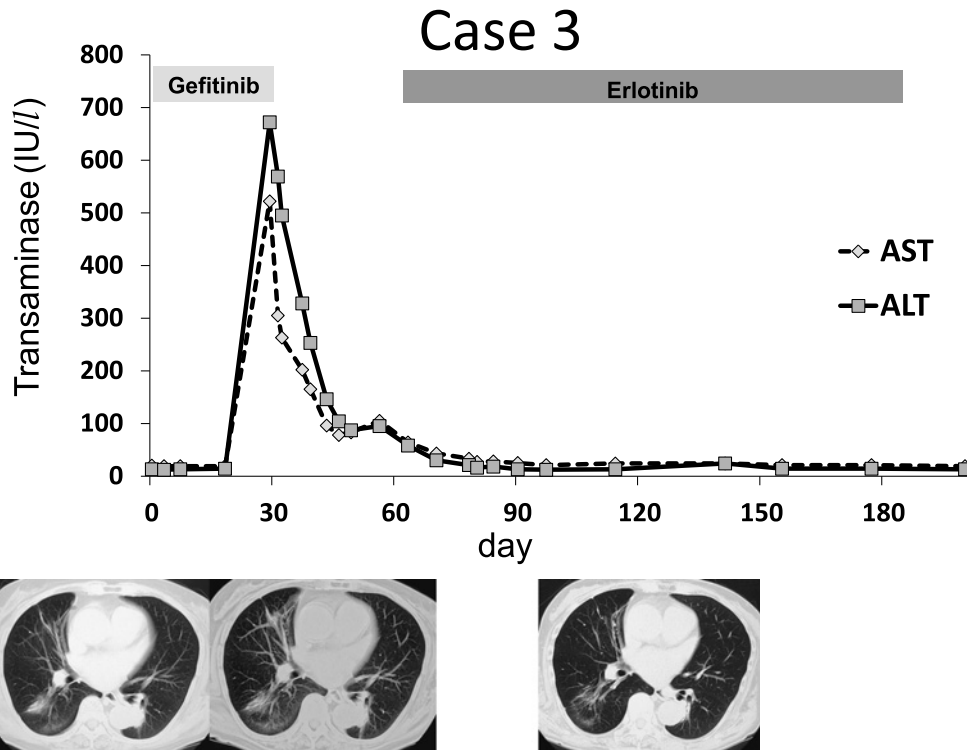 Case 3
800
Gefitinib
Erlotinib
700
600
500
400
300
200
100
0
Transaminase (IU/l)
AST
ALT
0 30 60 90 120 150 180
day